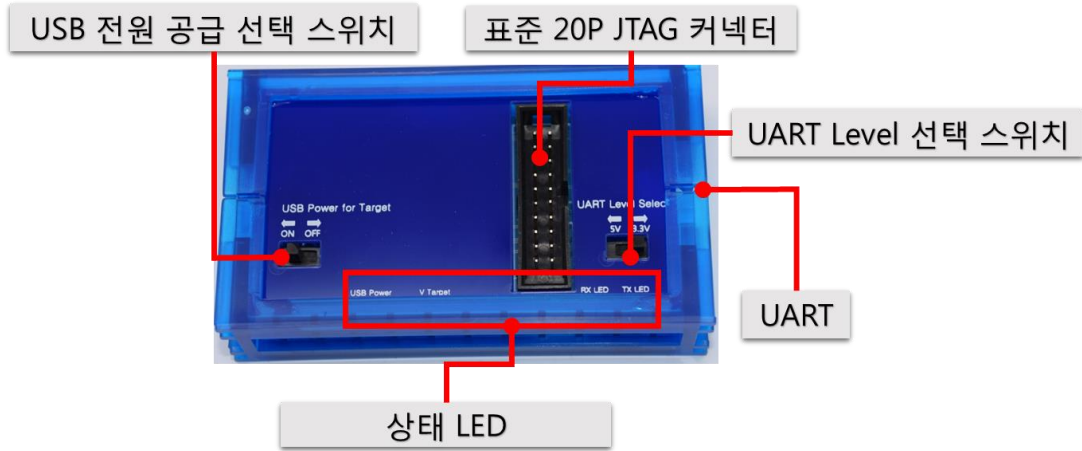 USB 전원 공급 선택 스위치
표준 20P JTAG 커넥터
UART Level 선택 스위치
USB Power for Target
ON OFF
UART Level Selec
5V 3.3V
USB Power V Target RX LED TX LED
UART
상태 LED